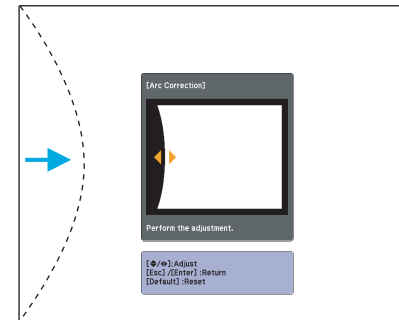 [Arc Correction]
Perform the adjustment.
[◆/◆]:Adjust
[Esc] /[Enter] :Return
[Default] :Reset